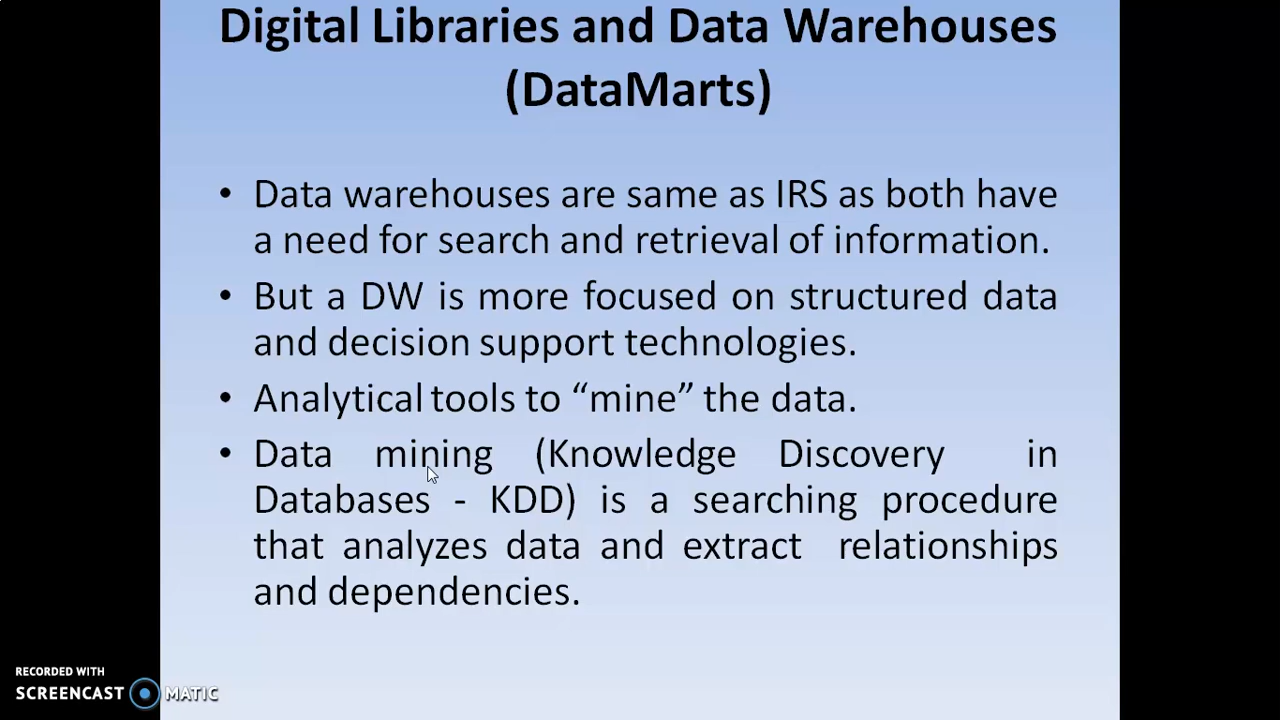 Digital Libraries and Data Warehouses
(DataMarts)
• Data warehouses are same as IRS as both have
a need for search and retrieval of information.
• But a DW is more focused on structured data
and decision support technologies.
• Analytical tools to “mine” the data.
• Data mining (Knowledge Discovery in
Databases - KDD) is a searching procedure
that analyzes data and extract relationships
and dependencies.
RECORDED WITH
SCREENCAST MATIC